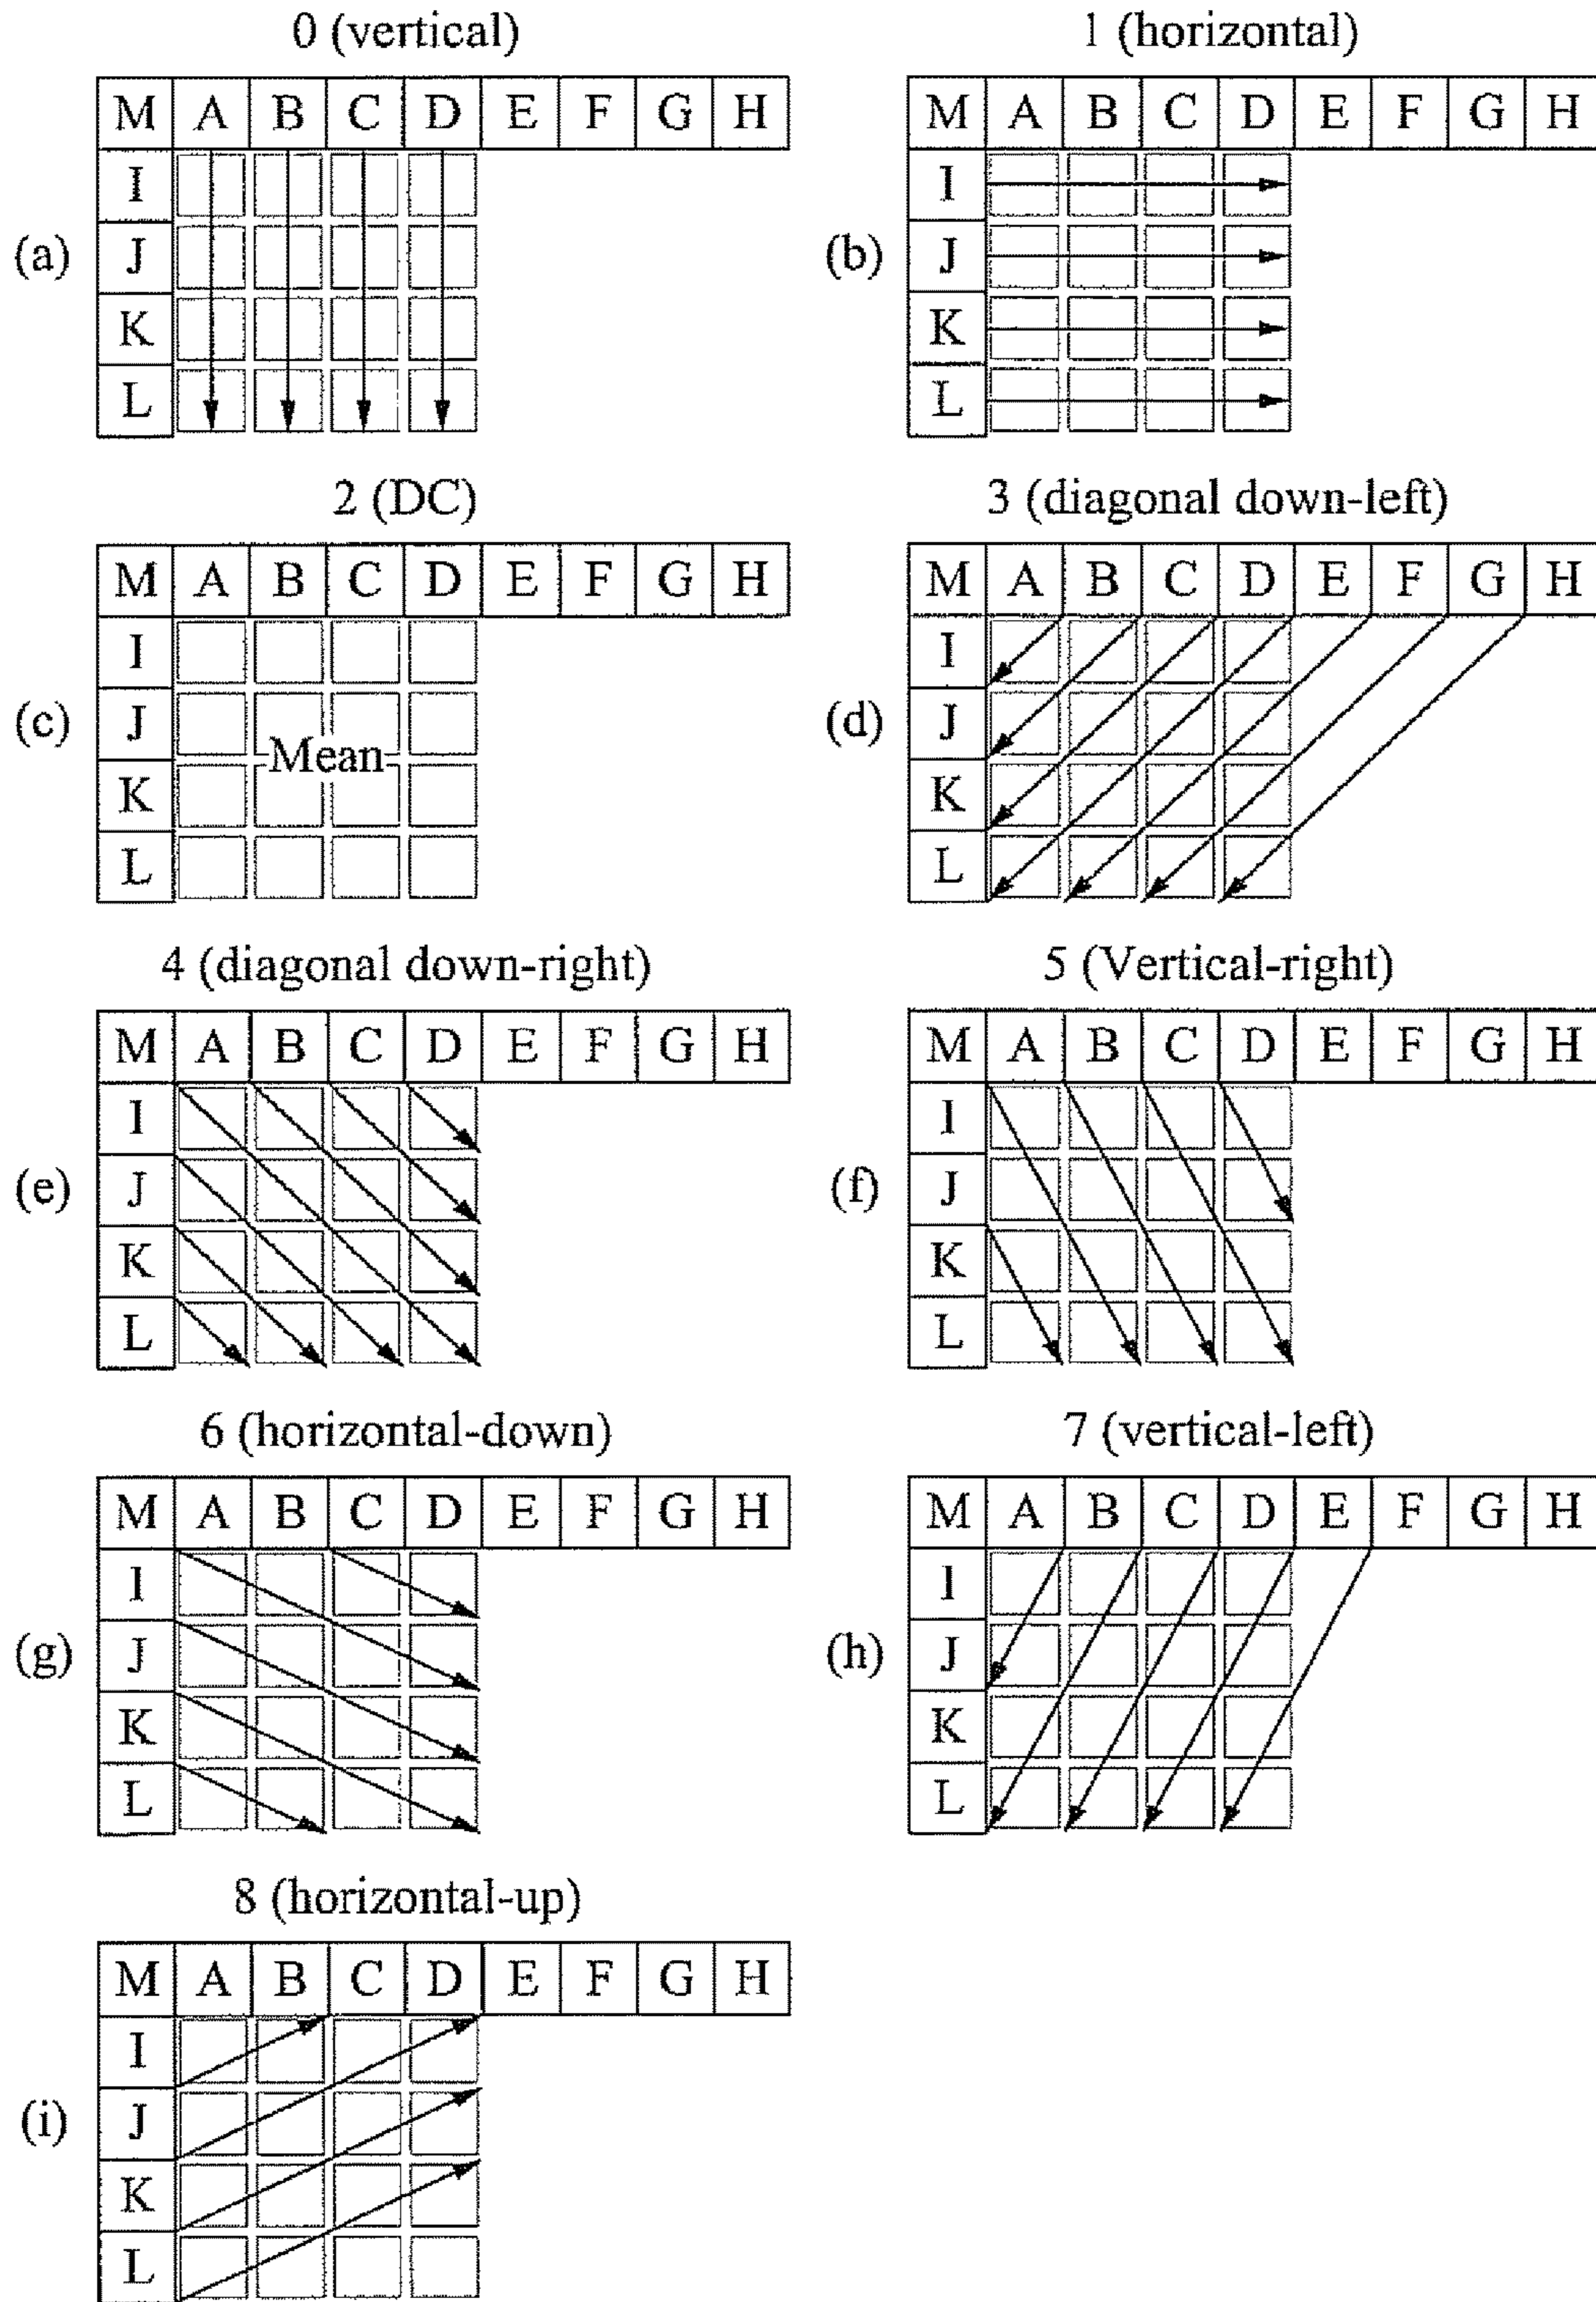 0 (vertical)
M A B C D E F G H
I
J
K
L
(a)
1 (horizontal)
M A B C D E F G H
I
J
K
L
(b)
2 (DC)
M A B C D E F G H
I
J
K
L
Mean
(c)
3 (diagonal down-left)
M A B C D E F G H
I
J
K
L
(d)
4 (diagonal down-right)
M A B C D E F G H
I
J
K
L
(e)
5 (Vertical-right)
M A B C D E F G H
I
J
K
L
(f)
6 (horizontal-down)
M A B C D E F G H
I
J
K
L
(g)
7 (vertical-left)
M A B C D E F G H
I
J
K
L
(h)
8 (horizontal-up)
M A B C D E F G H
I
J
K
L
(i)